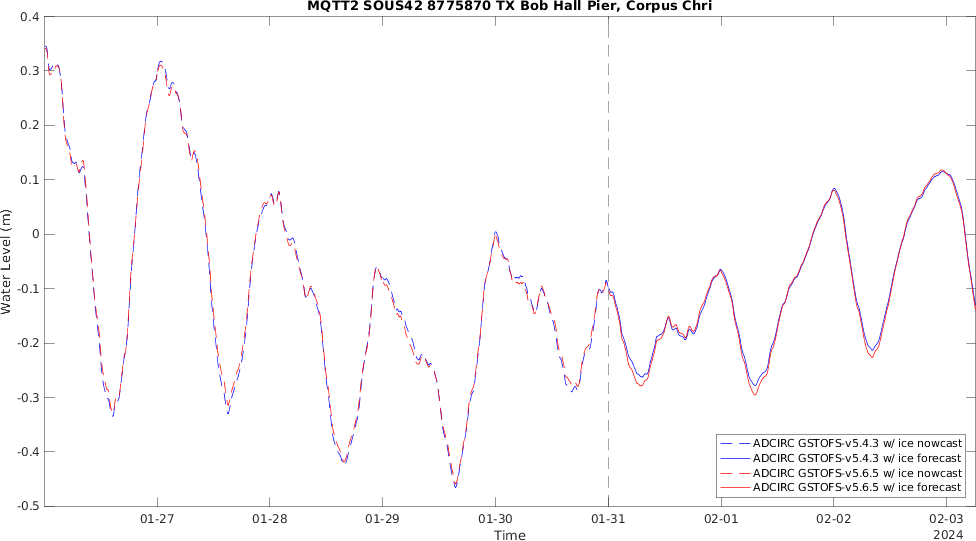 MQTT2 SOUS42 8775870 TX Bob Hall Pier, Corpus Chri
0.4
0.3
0.2
0.1
0
-0.1
-0.2
-0.3
-0.4
-0.5
Water Level (m)
01-27
01-28
01-29
01-30
01-31
02-01
02-02
02-03
Time
2024
ADCIRC GSTOFS-v5.4.3 w/ ice nowcast
ADCIRC GSTOFS-v5.4.3 w/ ice forecast
ADCIRC GSTOFS-v5.6.5 w/ ice nowcast
ADCIRC GSTOFS-v5.6.5 w/ ice forecast